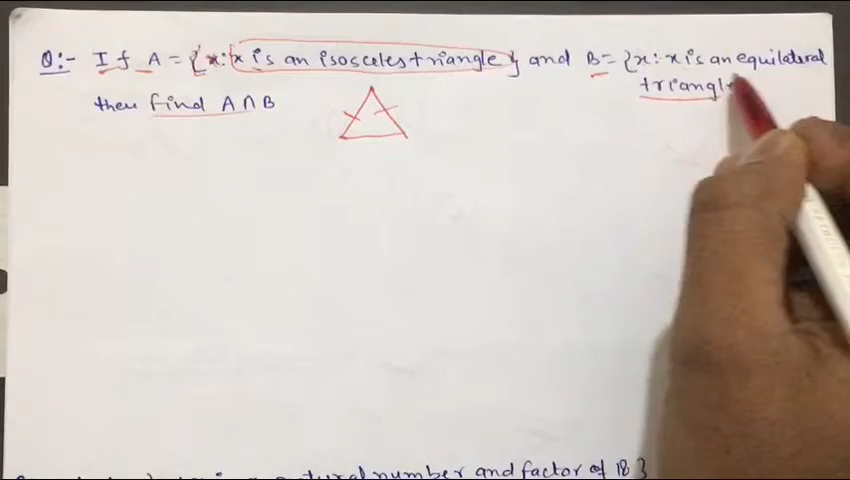 Q:- If A = {x: x is an isosceles triangle} and B = {x: x is an equilateral
triangle
then find A∩B
natural number and factor of 18}